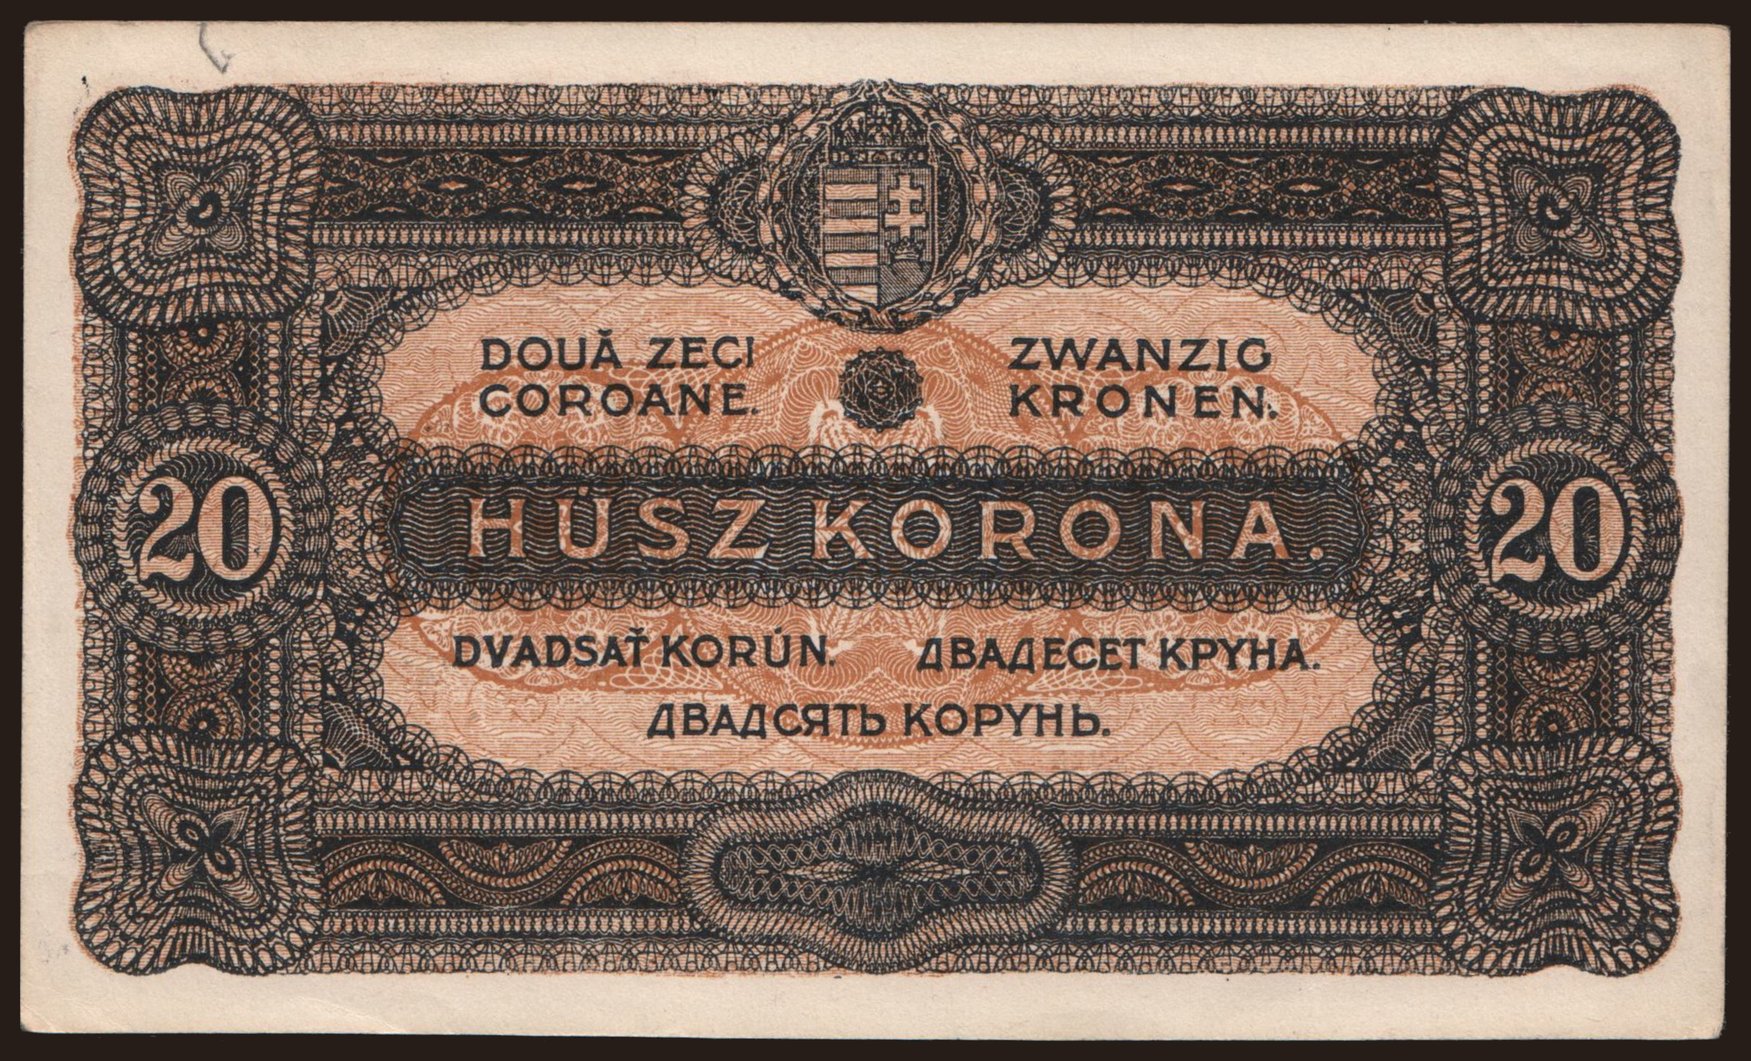 DOUĂ ZECI
COROANE.
ZWANZIG
KRONEN.
20
HÚSZ KORONA.
20
DVADSAŤ KORÚN.
ДВАДЕСЕТ КРУНА.
ДВАДСЯТЬ КОРУНЬ.